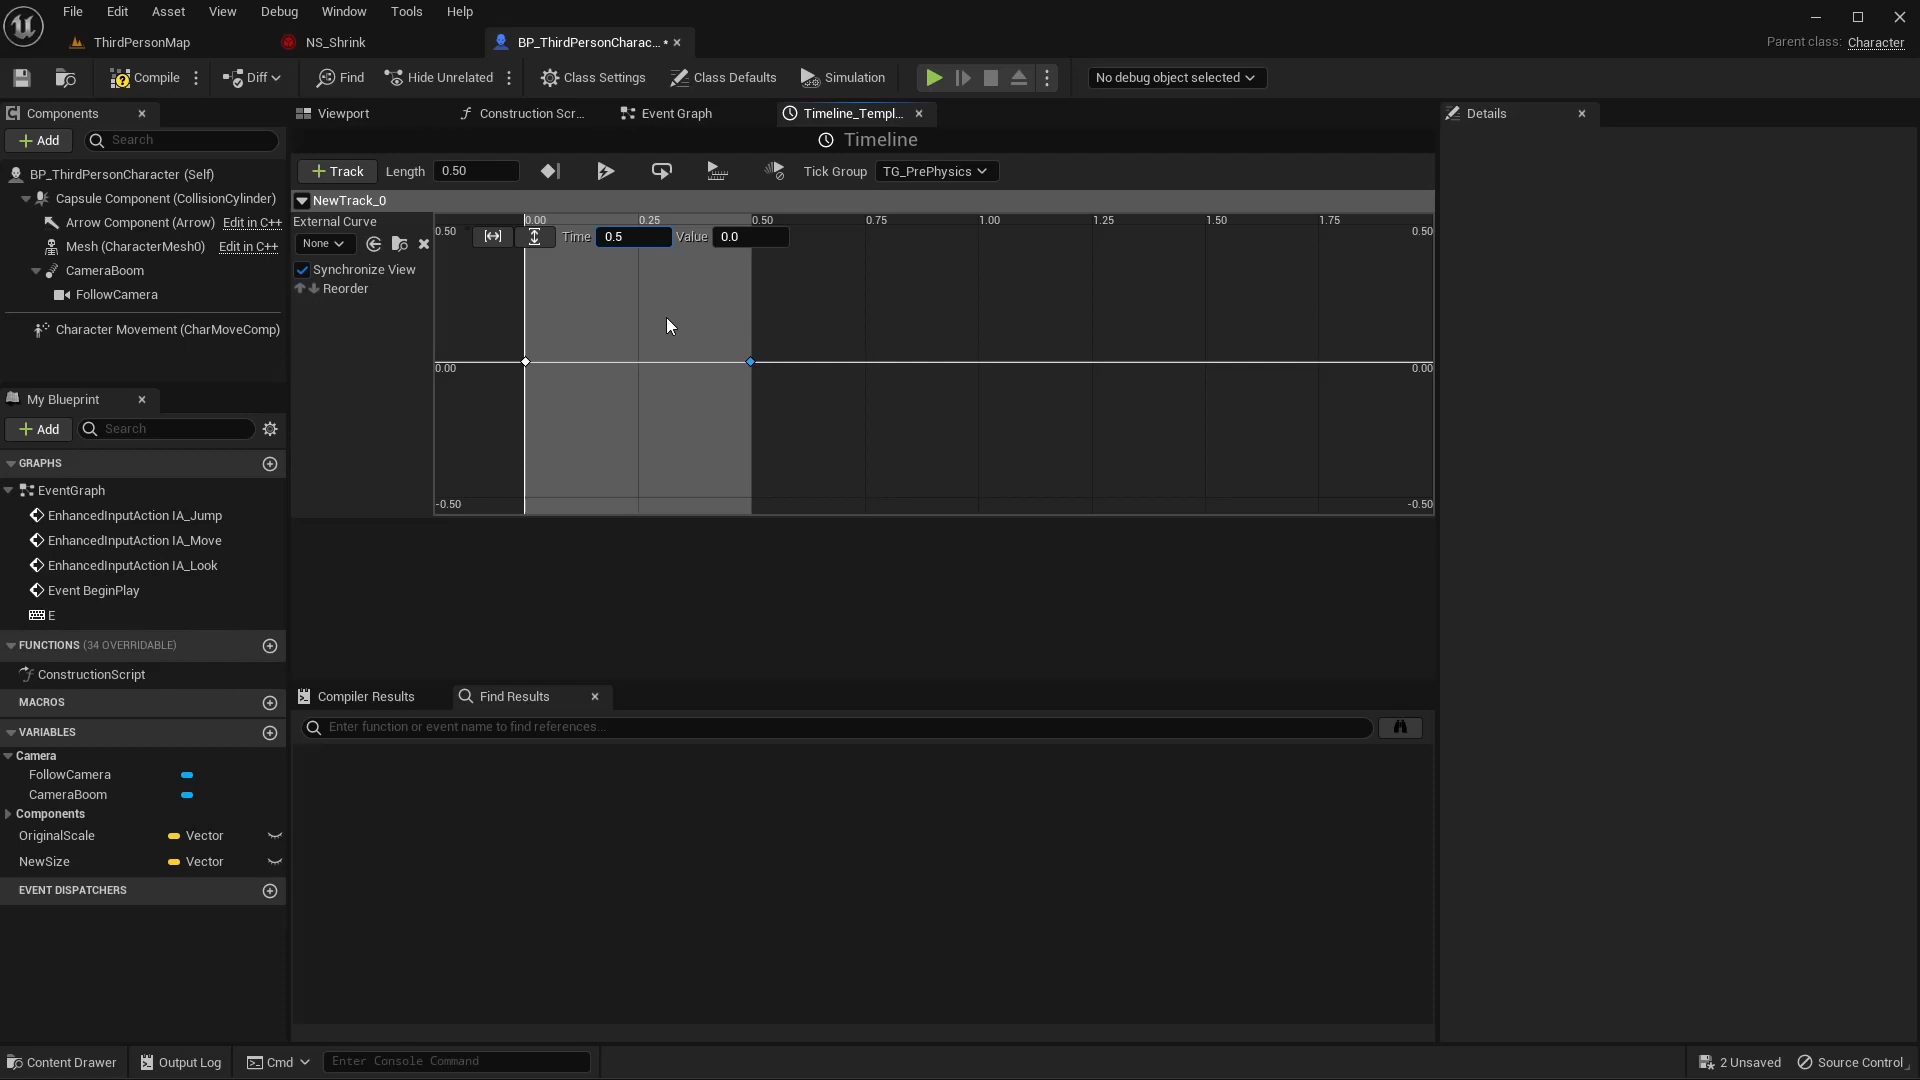 File Edit Asset View Debug Window Tools Help
ThirdPersonMap NS_Shrink BP_ThirdPersonCharac... •
Parent class: Character
Compile Diff Find Hide Unrelated Class Settings Class Defaults Simulation No debug object selected
Components Viewport Construction Scr... Event Graph Timeline_Templ... Details
Add Search Timeline
Track Length 0.50 Tick Group TG_PrePhysics
BP_ThirdPersonCharacter (Self)
Capsule Component (CollisionCylinder)
Arrow Component (Arrow) Edit in C++
Mesh (CharacterMesh0) Edit in C++
CameraBoom
FollowCamera
Character Movement (CharMoveComp)
NewTrack_0
External Curve
None
Synchronize View
Reorder
0.00 0.25 0.50 0.75 1.00 1.25 1.50 1.75
0.50 Time 0.5 Value 0.0 0.50
0.00 0.00
-0.50 -0.50
My Blueprint
Add Search
GRAPHS
EventGraph
EnhancedInputAction IA_Jump
EnhancedInputAction IA_Move
EnhancedInputAction IA_Look
Event BeginPlay
E
FUNCTIONS (34 OVERRIDABLE)
ConstructionScript
MACROS
VARIABLES
Camera
FollowCamera
CameraBoom
Components
OriginalScale Vector
NewSize Vector
EVENT DISPATCHERS
Compiler Results Find Results
Enter function or event name to find references...
Content Drawer Output Log Cmd Enter Console Command 2 Unsaved Source Control